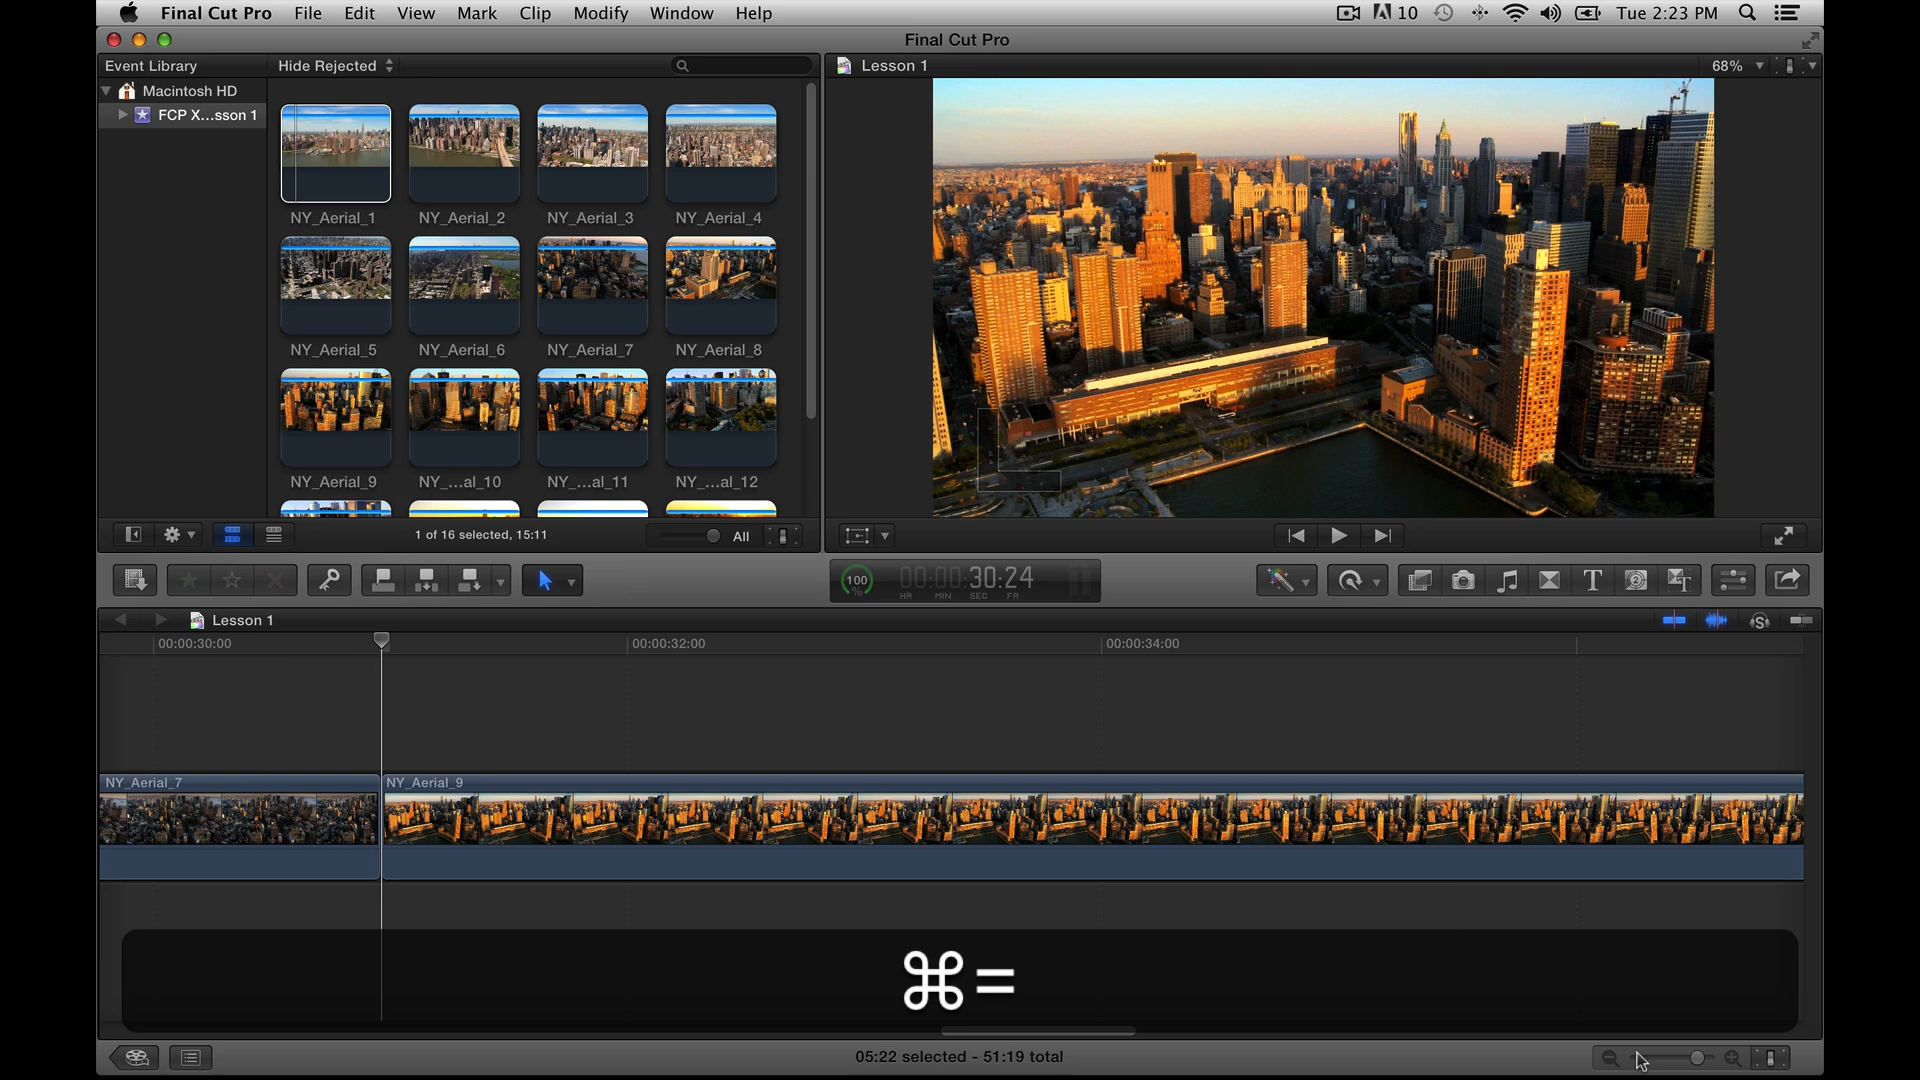 Final Cut Pro File Edit View Mark Clip Modify Window Help 10 Tue 2:23 PM
Final Cut Pro
Event Library Hide Rejected Lesson 1 68%
Macintosh HD
FCP X...sson 1
NY_Aerial_1 NY_Aerial_2 NY_Aerial_3 NY_Aerial_4
NY_Aerial_5 NY_Aerial_6 NY_Aerial_7 NY_Aerial_8
NY_Aerial_9 NY_...al_10 NY_...al_11 NY_...al_12
1 of 16 selected, 15:11 All
100 % 00:00:30:24
HR MIN SEC FR
Lesson 1
00:00:30:00 00:00:32:00 00:00:34:00
NY_Aerial_7 NY_Aerial_9
⌘=
05:22 selected - 51:19 total